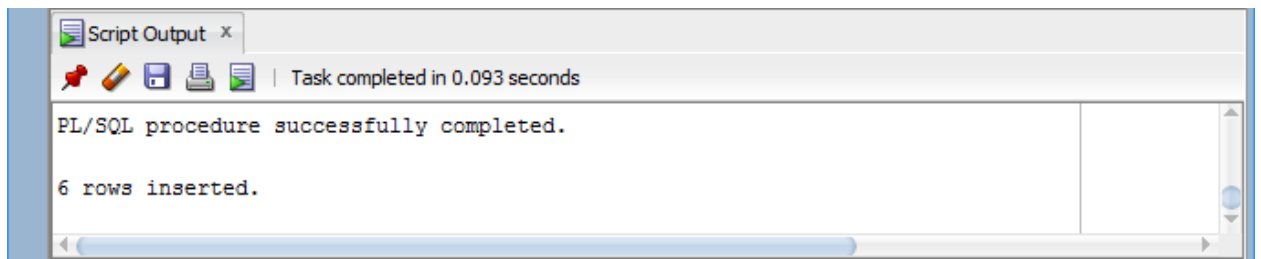 Script Output x
Task completed in 0.093 seconds
PL/SQL procedure successfully completed.
6 rows inserted.